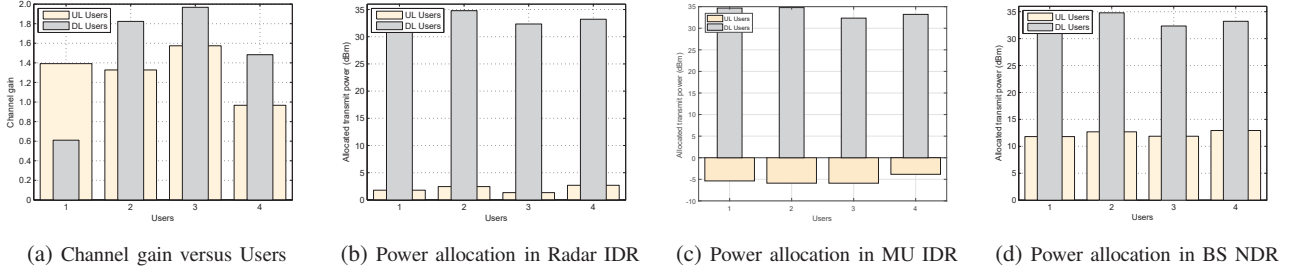 2.0
1.8
1.6
1.4
1.2
1.0
0.8
0.6
0.4
0.2
0
Channel gain
UL Users
DL Users
1 2 3 4
Users
(a) Channel gain versus Users
35
30
25
20
15
10
5
0
Allocated transmit power (dBm)
UL Users
DL Users
1 2 3 4
Users
(b) Power allocation in Radar IDR
35
30
25
20
15
10
5
0
-5
-10
Allocated transmit power (dBm)
UL Users
DL Users
1 2 3 4
Users
(c) Power allocation in MU IDR
35
30
25
20
15
10
5
0
Allocated transmit power (dBm)
UL Users
DL Users
1 2 3 4
Users
(d) Power allocation in BS NDR